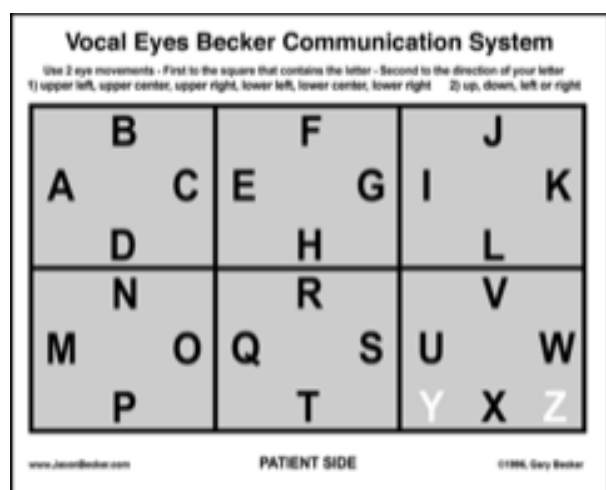 Vocal Eyes Becker Communication System
Use 2 eye movements - First to the square that contains the letter - Second to the direction of your letter
1) upper left, upper center, upper right, lower left, lower center, lower right 2) up, down, left or right
B F J
A C E G I K
D H L
N R V
M O Q S U W
P T Y X Z
www.JasonBecker.com PATIENT SIDE ©1996, Gary Becker